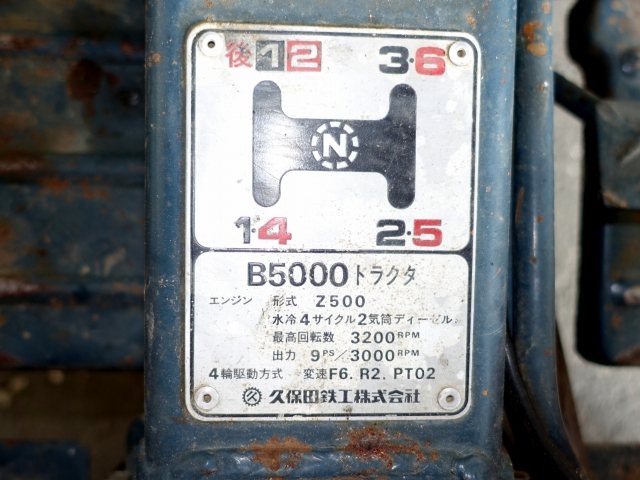 後12 3・6
N
1・4 2・5
B5000トラクタ
エンジン 形式 Z500
水冷4サイクル2気筒ディーゼル
最高回転数 3200RPM
出力 9PS/3000RPM
4輪駆動方式 変速F6. R2. PTO2
久保田鉄工株式会社